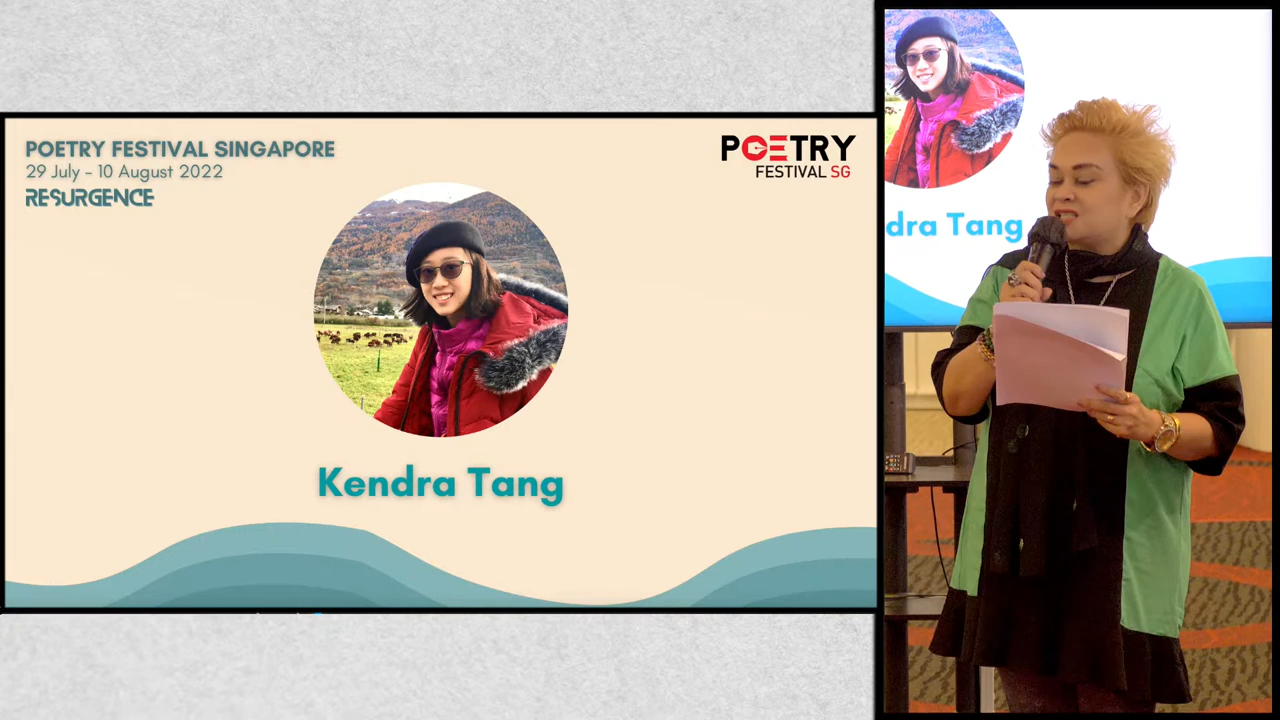 POETRY FESTIVAL SINGAPORE
29 July - 10 August 2022
RESURGENCE
POETRY
FESTIVAL SG
Kendra Tang
dra Tang